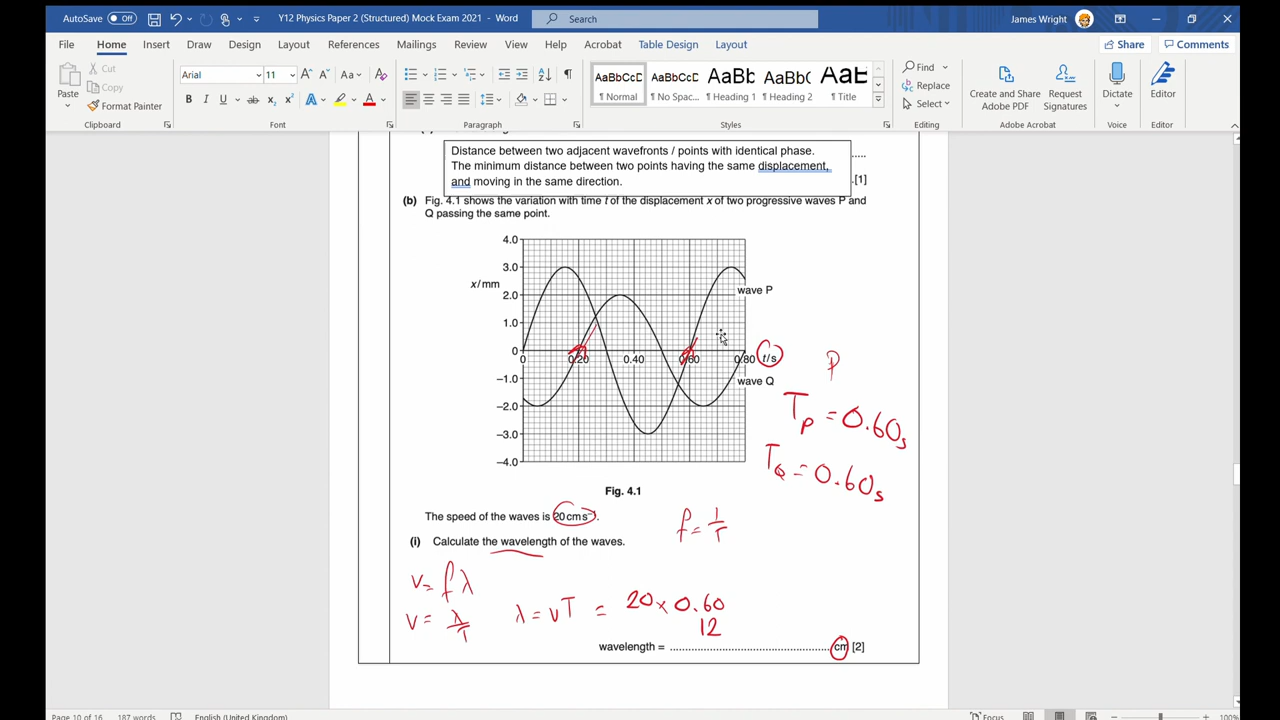 AutoSave Off Y12 Physics Paper 2 (Structured) Mock Exam 2021 - Word Search James Wright
File Home Insert Draw Design Layout References Mailings Review View Help Acrobat Table Design Layout Share Comments
Paste Cut Copy Format Painter
Clipboard
Arial 11 Aa
B I U ab x₂ x² A A
Font
Paragraph
AaBbCcD ¶ Normal AaBbCcD ¶ No Spac... AaBb ¶ Heading 1 AaBb( ¶ Heading 2 AaE ¶ Title
Styles
Find Replace Select
Editing
Create and Share Adobe PDF Request Signatures
Adobe Acrobat
Dictate
Voice
Editor
Editor
Distance between two adjacent wavefronts / points with identical phase.
The minimum distance between two points having the same displacement,
and moving in the same direction.
.[1]
(b) Fig. 4.1 shows the variation with time t of the displacement x of two progressive waves P and
Q passing the same point.
4.0
3.0
x/mm
wave P
2.0
1.0
0
0 0.20 0.40 0.60 0.80 t/s
–1.0
wave Q
–2.0
–3.0
–4.0
P
T_P = 0.60s
T_Q = 0.60s
Fig. 4.1
The speed of the waves is 20 cm s⁻¹.
f = 1/T
(i) Calculate the wavelength of the waves.
v = fλ
v = λ/T λ = vT = 20 × 0.60
12
wavelength = ........................................................ cm [2]
Page 10 of 16 187 words English (United Kingdom) Focus 100%